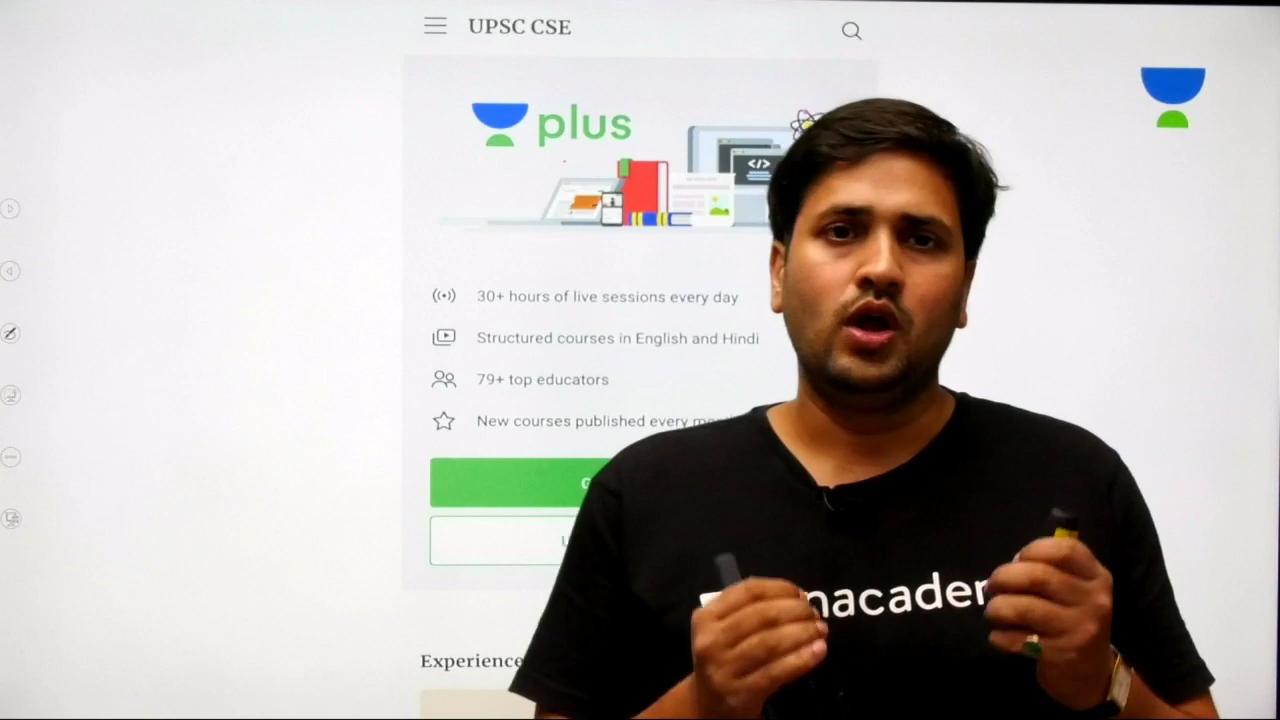 UPSC CSE
plus
</>
30+ hours of live sessions every day
Structured courses in English and Hindi
79+ top educators
New courses published every
G
U
nacade
Experience